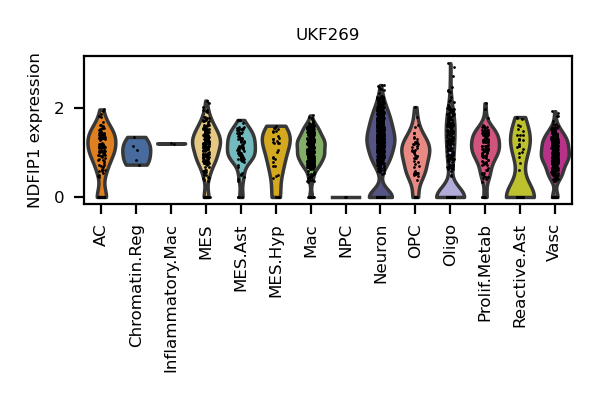 UKF269
NDFIP1 expression
2
0
AC
Chromatin.Reg
Inflammatory.Mac
MES
MES.Ast
MES.Hyp
Mac
NPC
Neuron
OPC
Oligo
Prolif.Metab
Reactive.Ast
Vasc